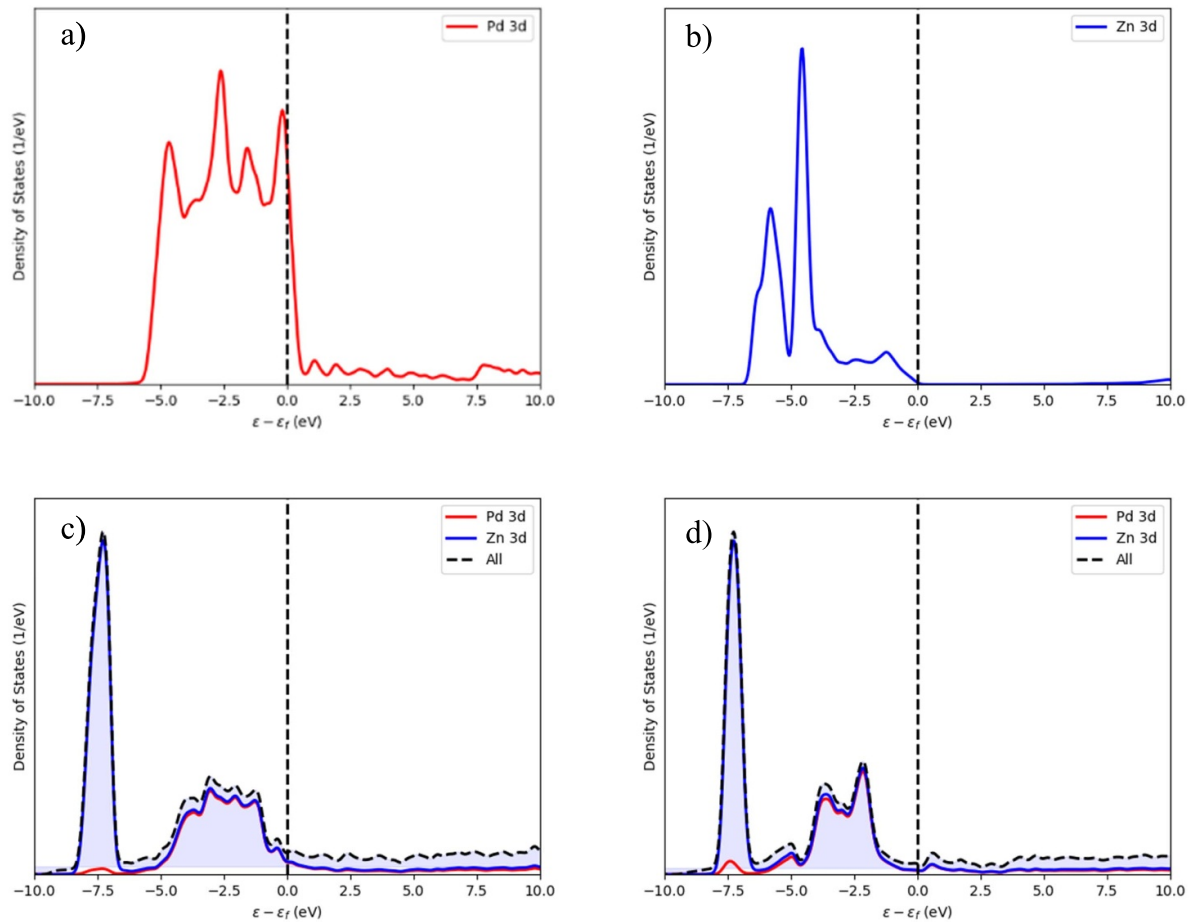 a)
Pd 3d
Density of States (1/eV)
−10.0 −7.5 −5.0 −2.5 0.0 2.5 5.0 7.5 10.0
ε − ε_f (eV)
b)
Zn 3d
Density of States (1/eV)
−10.0 −7.5 −5.0 −2.5 0.0 2.5 5.0 7.5 10.0
ε − ε_f (eV)
c)
Pd 3d
Zn 3d
All
Density of States (1/eV)
−10.0 −7.5 −5.0 −2.5 0.0 2.5 5.0 7.5 10.0
ε − ε_f (eV)
d)
Pd 3d
Zn 3d
All
Density of States (1/eV)
−10.0 −7.5 −5.0 −2.5 0.0 2.5 5.0 7.5 10.0
ε − ε_f (eV)